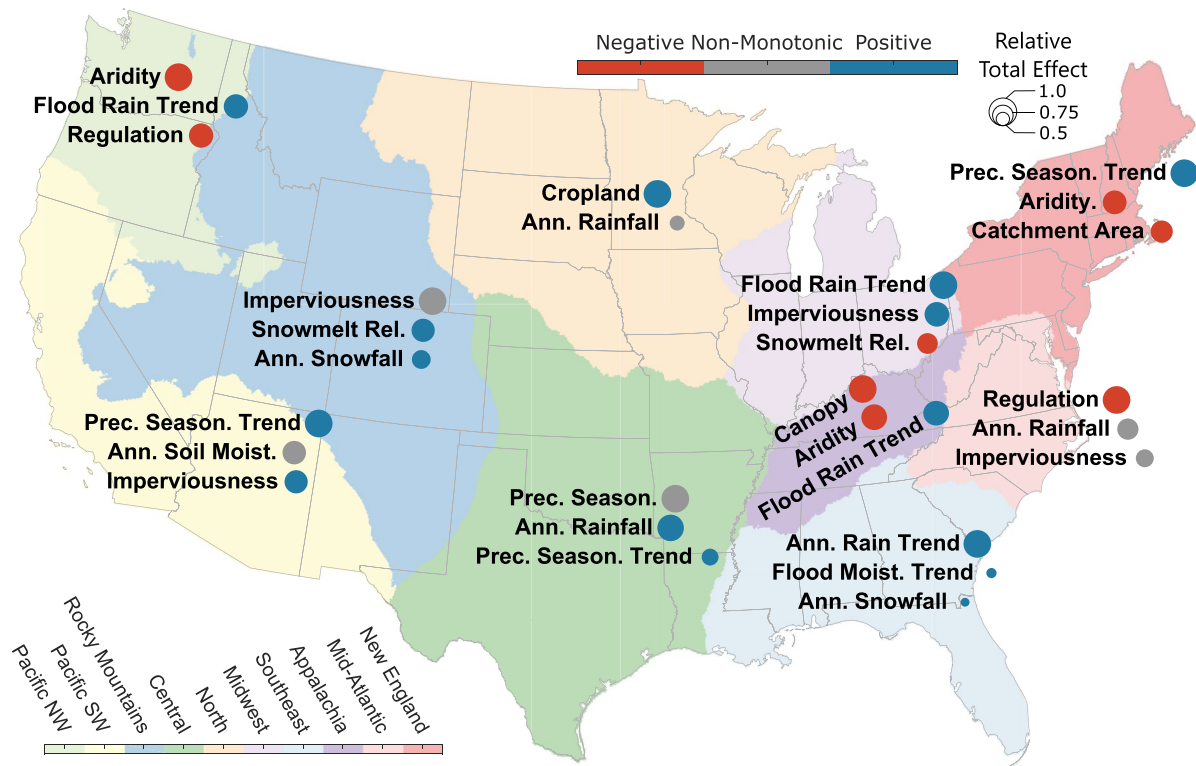 Negative Non-Monotonic Positive
Relative
Total Effect
1.0
0.75
0.5
Aridity
Flood Rain Trend
Regulation
Cropland
Ann. Rainfall
Prec. Season. Trend
Aridity.
Catchment Area
Imperviousness
Snowmelt Rel.
Ann. Snowfall
Flood Rain Trend
Imperviousness
Snowmelt Rel.
Prec. Season. Trend
Ann. Soil Moist.
Imperviousness
Canopy
Aridity
Flood Rain Trend
Regulation
Ann. Rainfall
Imperviousness
Prec. Season.
Ann. Rainfall
Prec. Season. Trend
Ann. Rain Trend
Flood Moist. Trend
Ann. Snowfall
Pacific NW
Pacific SW
Rocky Mountains
Central
North
Midwest
Southeast
Appalachia
Mid-Atlantic
New England